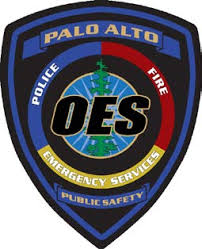 PALO ALTO
POLICE
FIRE
OES
EMERGENCY SERVICES
PUBLIC SAFETY